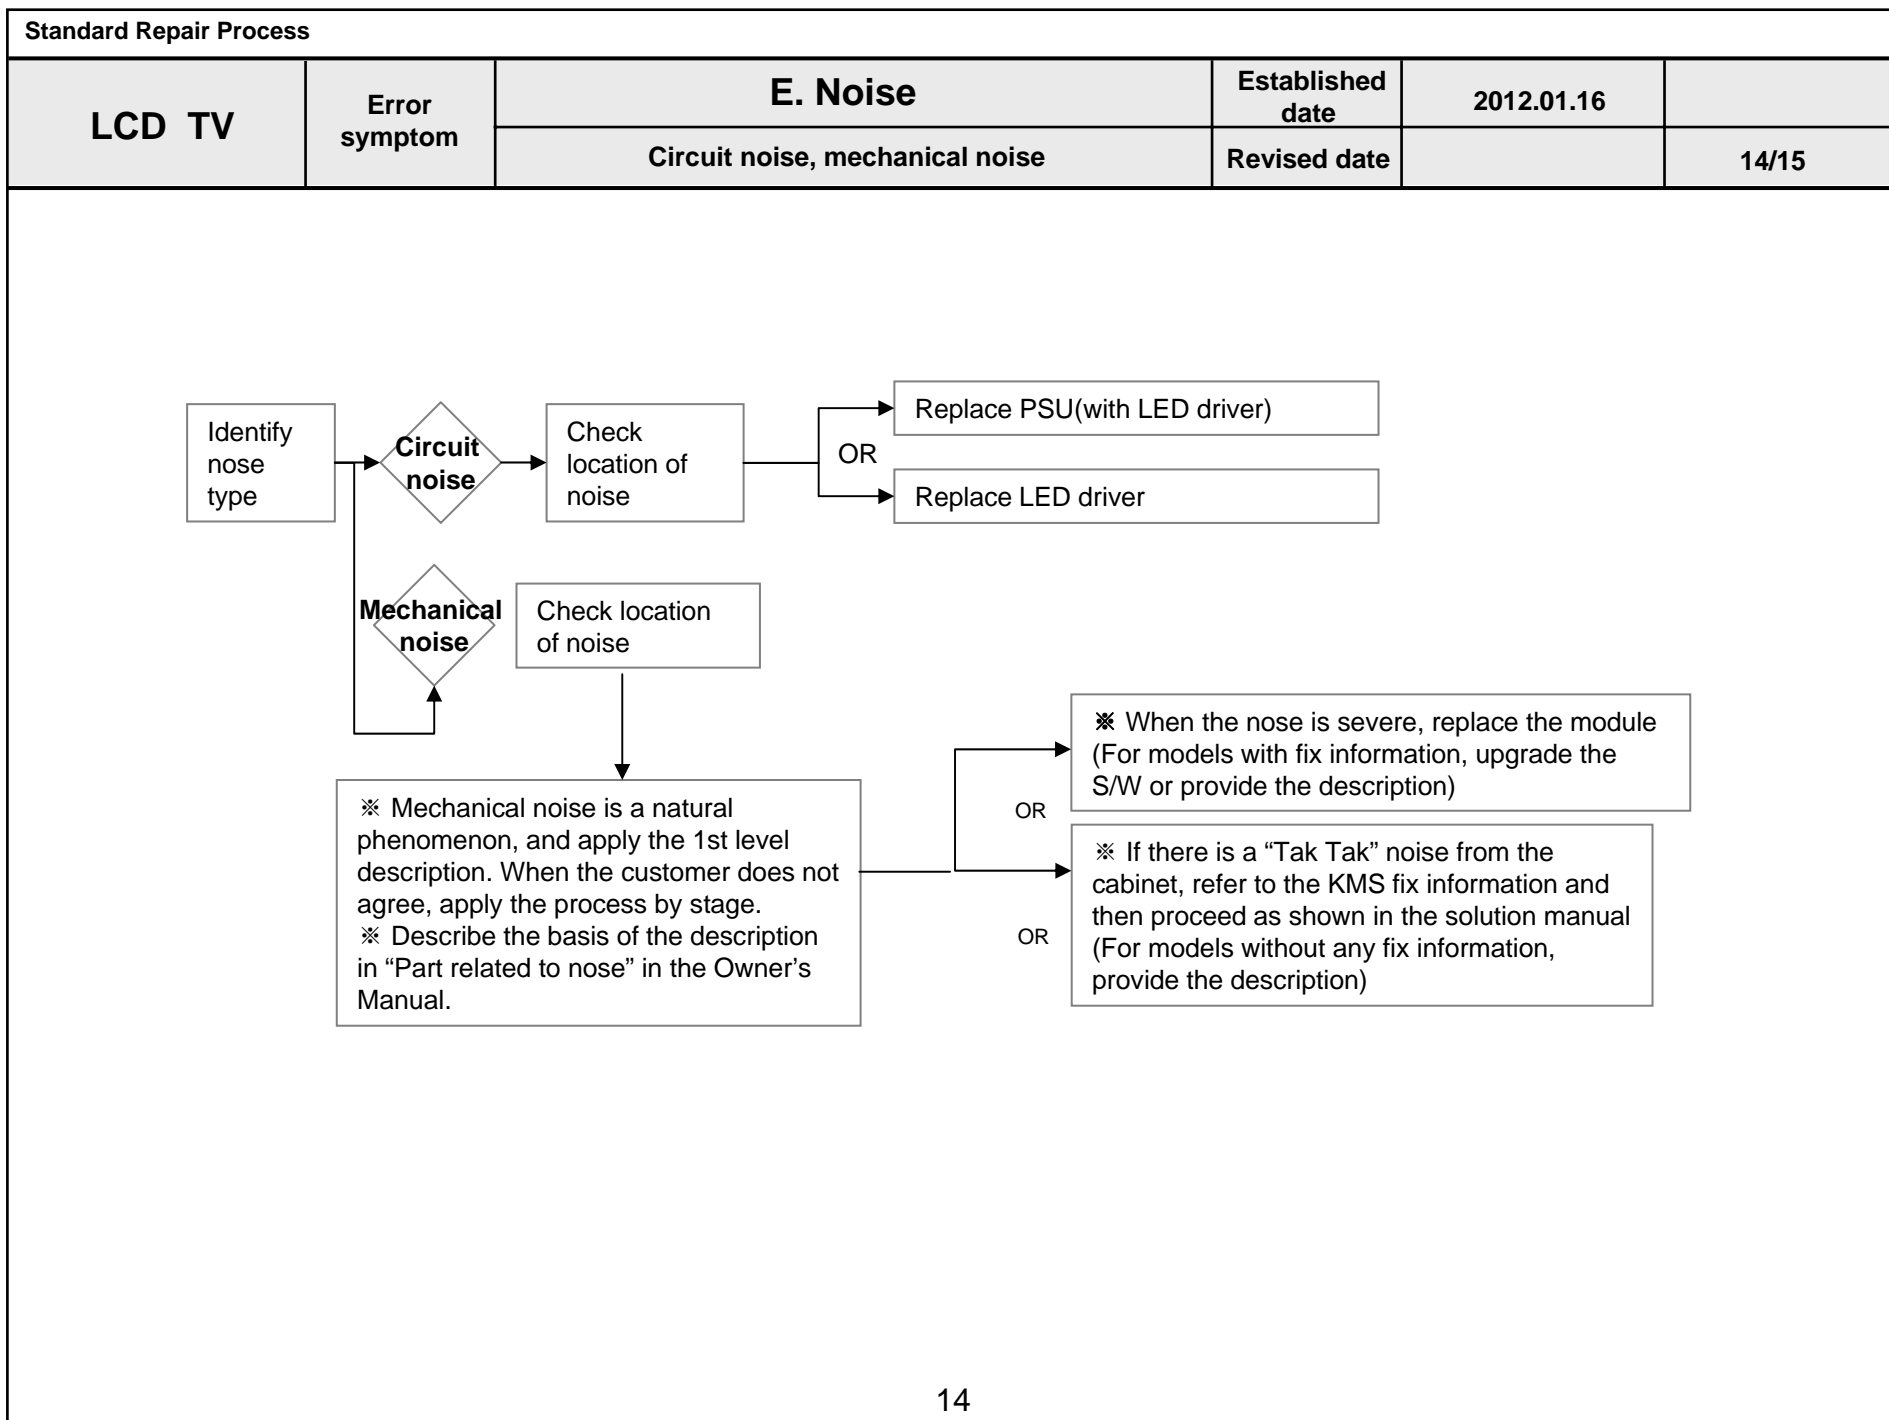 Standard Repair Process
LCD  TV
Error
symptom
E. Noise
Established
date
2012.01.16
Circuit noise, mechanical noise
Revised date
14/15
Identify
nose
type
Circuit
noise
Check
location of
noise
Replace PSU(with LED driver)
OR
Replace LED driver
Mechanical
noise
Check location
of noise
※ Mechanical noise is a natural
phenomenon, and apply the 1st level
description. When the customer does not
agree, apply the process by stage.
※ Describe the basis of the description
in “Part related to nose” in the Owner’s
Manual.
※ When the nose is severe, replace the module
(For models with fix information, upgrade the
S/W or provide the description)
OR
※ If there is a “Tak Tak” noise from the
cabinet, refer to the KMS fix information and
then proceed as shown in the solution manual
(For models without any fix information,
provide the description)
OR
14